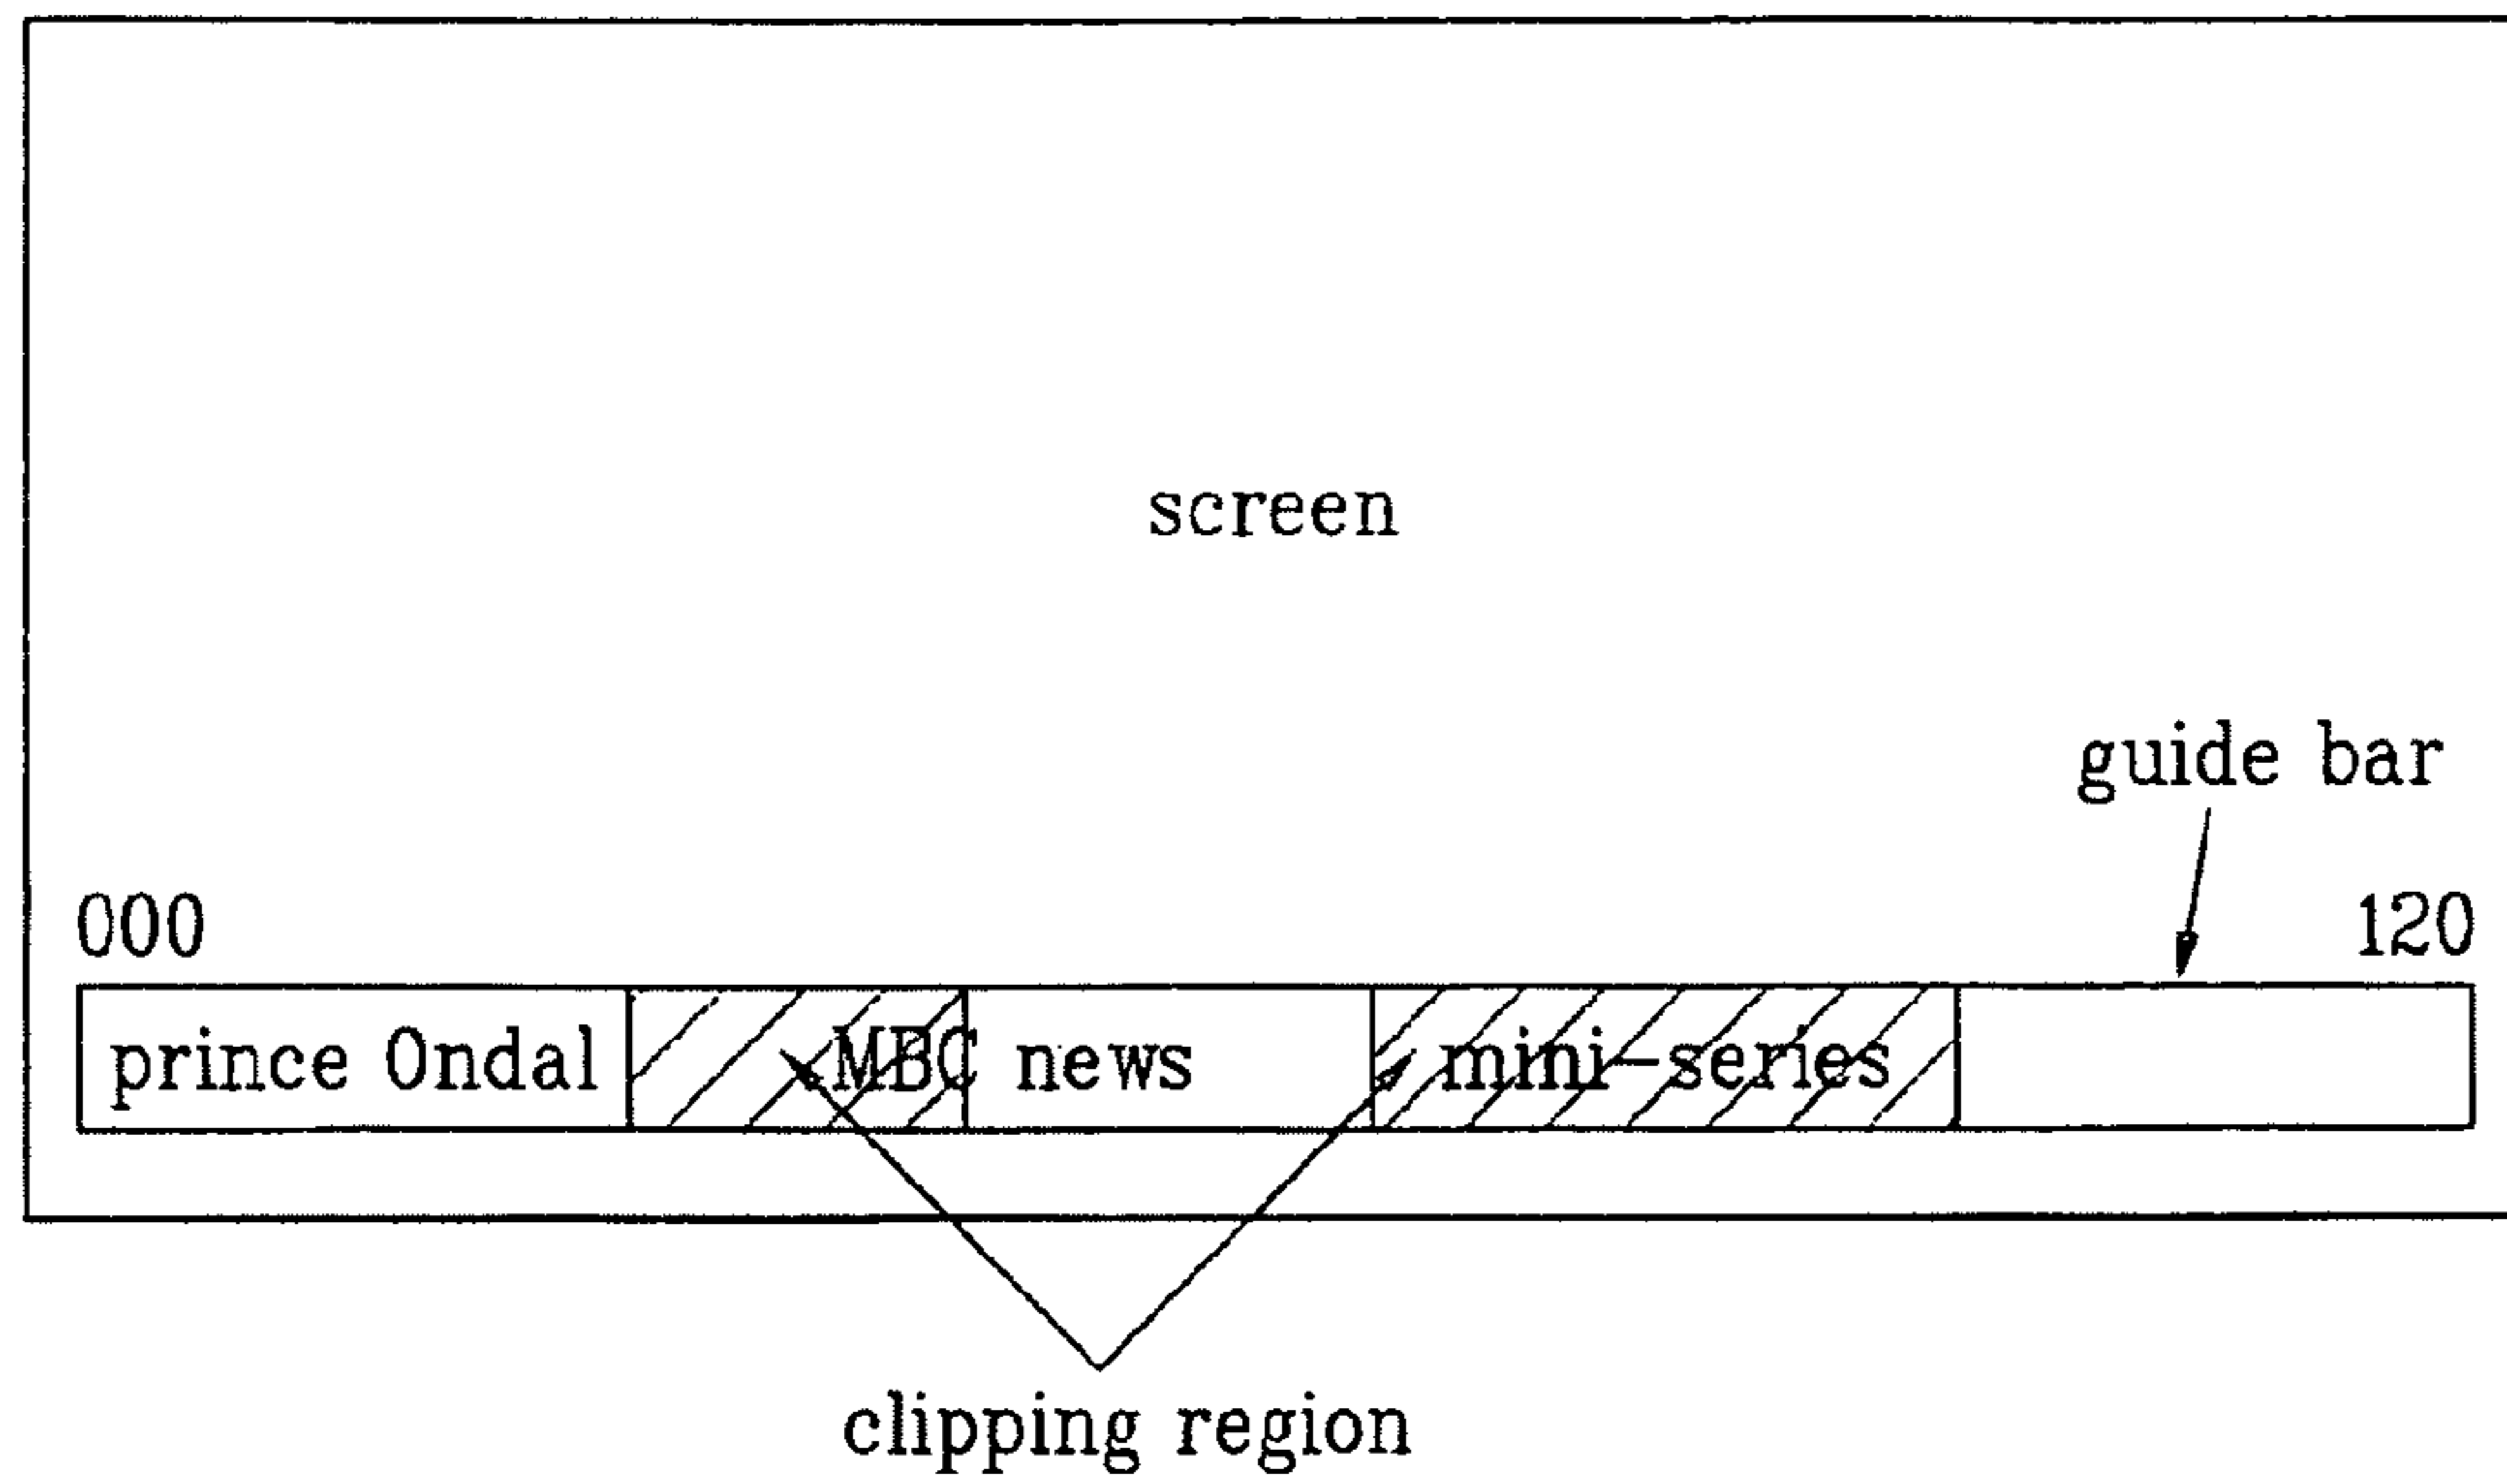 screen
guide bar
000 120
prince Ondal MBC news mini-series
clipping region